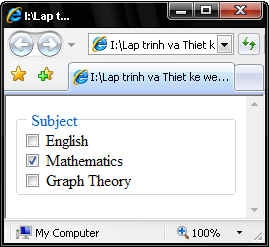 I:\Lap t...
I:\Lap trinh va Thiet k
I:\Lap trinh va Thiet ke we...
Subject
English
Mathematics
Graph Theory
My Computer
100%